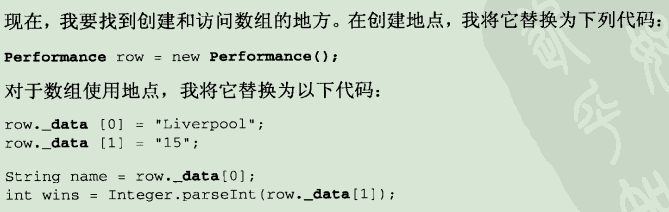 现在，我要找到创建和访问数组的地方。在创建地点，我将它替换为下列代码：
Performance row = new Performance();
对于数组使用地点，我将它替换为以下代码：
row._data [0] = "Liverpool";
row._data [1] = "15";
String name = row._data[0];
int wins = Integer.parseInt(row._data[1]);